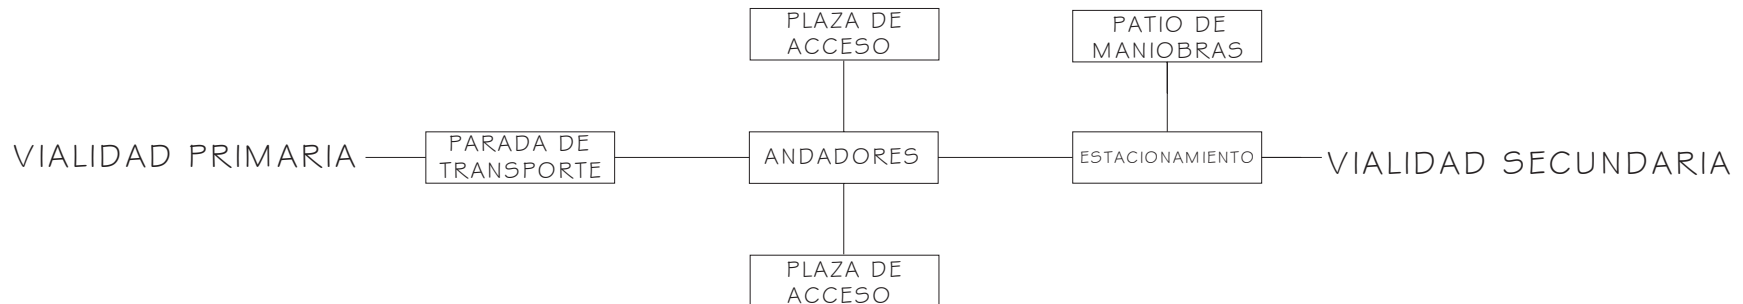 PLAZA DE
ACCESO
PATIO DE
MANIOBRAS
VIALIDAD PRIMARIA
PARADA DE
TRANSPORTE
ANDADORES
ESTACIONAMIENTO
VIALIDAD SECUNDARIA
PLAZA DE
ACCESO